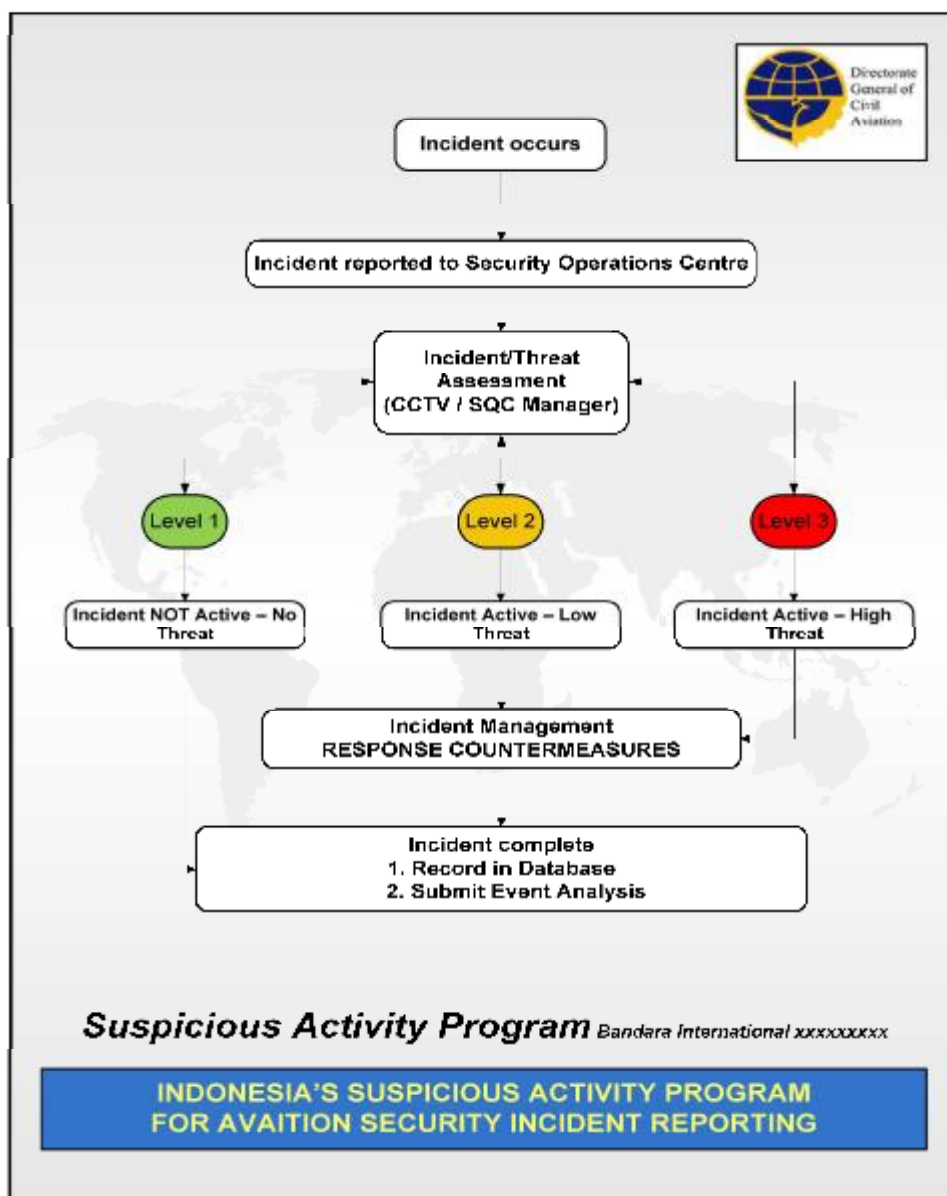 Directorate
General of
Civil
Aviation
Incident occurs
Incident reported to Security Operations Centre
Incident/Threat
Assessment
(CCTV / SQC Manager)
Level 1
Level 2
Level 3
Incident NOT Active – No
Threat
Incident Active – Low
Threat
Incident Active – High
Threat
Incident Management
RESPONSE COUNTERMEASURES
Incident complete
1. Record in Database
2. Submit Event Analysis
Suspicious Activity Program Bandara International xxxxxxxxx
INDONESIA'S SUSPICIOUS ACTIVITY PROGRAM
FOR AVAITION SECURITY INCIDENT REPORTING